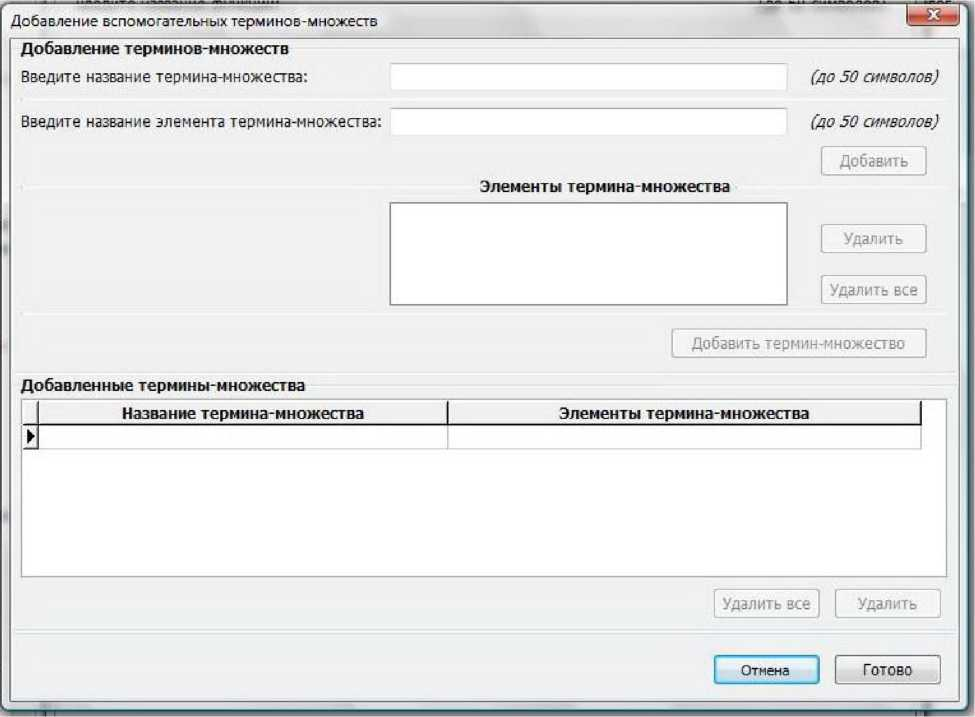 Добавление вспомогательных терминов-множеств
Добавление терминов-множеств
Введите название термина-множества:
(до 50 символов)
Введите название элемента термина-множества:
(до 50 символов)
Добавить
Элементы термина-множества
Удалить
Удалить все
Добавить термин-множество
Добавленные термины-множества
Название термина-множества Элементы термина-множества
Удалить все Удалить
Отмена Готово